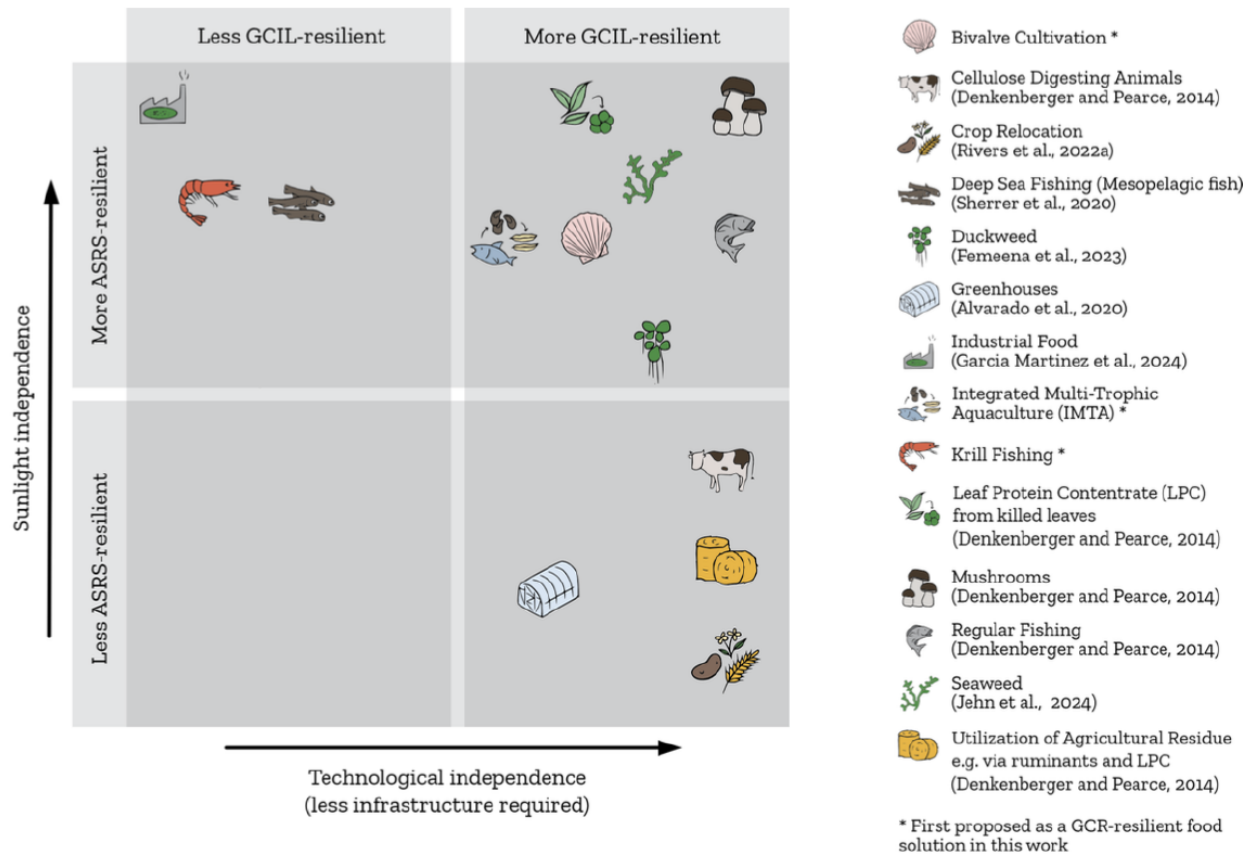 Less GCIL-resilient
More GCIL-resilient
More ASRS-resilient
Less ASRS-resilient
Sunlight independence
Technological independence
(less infrastructure required)
Bivalve Cultivation *
Cellulose Digesting Animals
(Denkenberger and Pearce, 2014)
Crop Relocation
(Rivers et al., 2022a)
Deep Sea Fishing (Mesopelagic fish)
(Sherrer et al., 2020)
Duckweed
(Femeena et al., 2023)
Greenhouses
(Alvarado et al., 2020)
Industrial Food
(Garcia Martinez et al., 2024)
Integrated Multi-Trophic
Aquaculture (IMTA) *
Krill Fishing *
Leaf Protein Contentrate (LPC)
from killed leaves
(Denkenberger and Pearce, 2014)
Mushrooms
(Denkenberger and Pearce, 2014)
Regular Fishing
(Denkenberger and Pearce, 2014)
Seaweed
(Jehn et al., 2024)
Utilization of Agricultural Residue
e.g. via ruminants and LPC
(Denkenberger and Pearce, 2014)
* First proposed as a GCR-resilient food
solution in this work